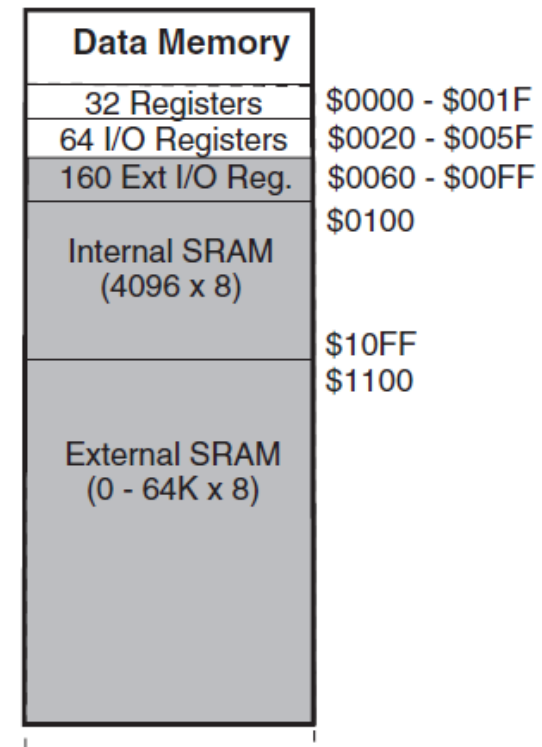 Data Memory
32 Registers $0000 - $001F
64 I/O Registers $0020 - $005F
160 Ext I/O Reg. $0060 - $00FF
$0100
Internal SRAM
(4096 x 8)
$10FF
$1100
External SRAM
(0 - 64K x 8)